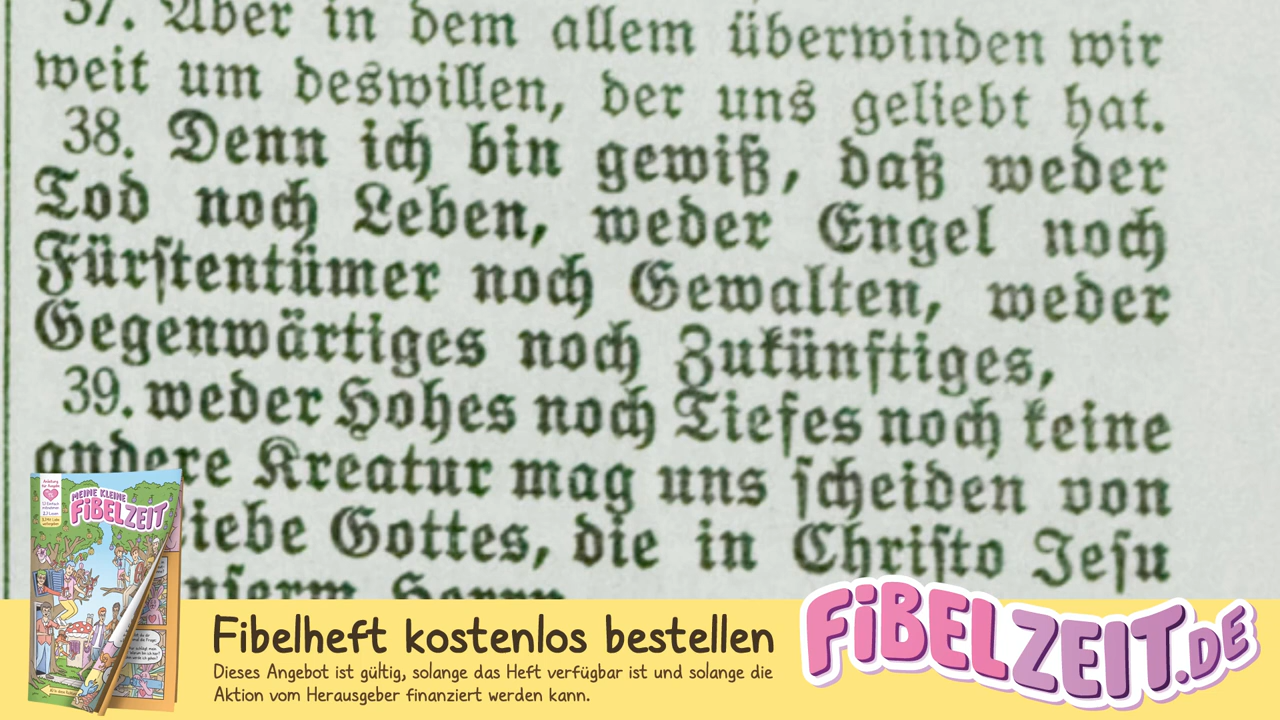 37. Aber in dem allem überwinden wir
weit um deswillen, der uns geliebt hat.
38. Denn ich bin gewiß, daß weder
Tod noch Leben, weder Engel noch
Fürstentümer noch Gewalten, weder
Gegenwärtiges noch Zukünftiges,
39. weder Hohes noch Tiefes noch keine
andere Kreatur mag uns scheiden von
iebe Gottes, die in Christo Jesu
unserm Herrn
MEINE KLEINE
FiBELZEiT
Fibelheft kostenlos bestellen
Dieses Angebot ist gültig, solange das Heft verfügbar ist und solange die
Aktion vom Herausgeber finanziert werden kann.
FiBELZEiT.DE